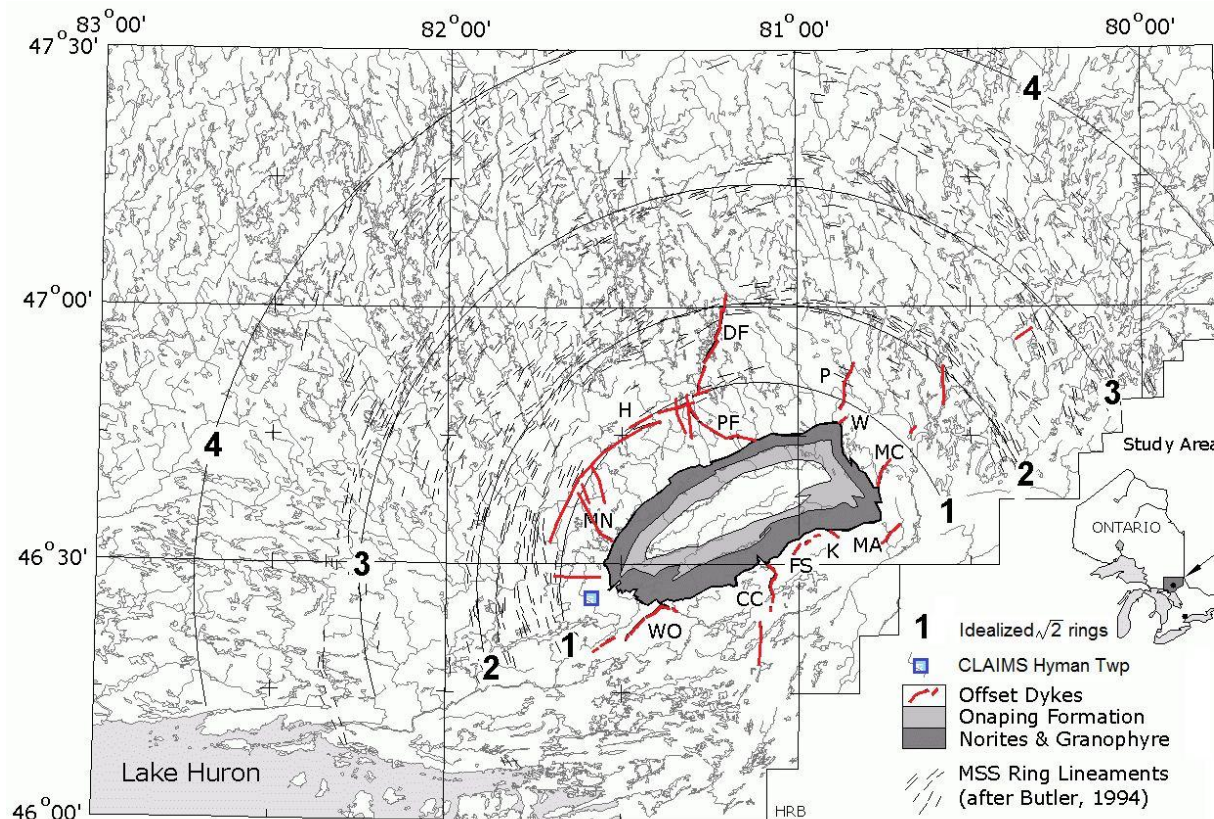 83°00'
82°00'
81°00'
80°00'
47°30'
4
47°00'
DF
P
3
H
PF
W
4
MC
Study Area
2
MN
1
ONTARIO
46°30'
3
K
MA
FS
CC
1
WO
2
1 Idealized √2 rings
CLAIMS Hyman Twp
Offset Dykes
Onaping Formation
Norites & Granophyre
MSS Ring Lineaments
(after Butler, 1994)
Lake Huron
46°00'
HRB